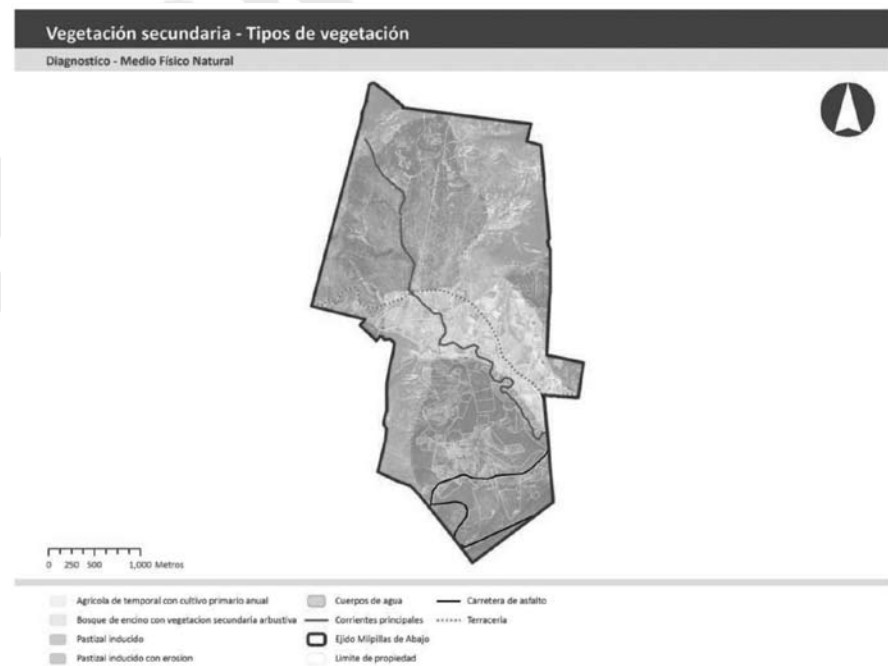 Vegetación secundaria - Tipos de vegetación
Diagnostico - Medio Físico Natural
0 250 500 1,000 Metros
Agrícola de temporal con cultivo primario anual
Bosque de encino con vegetacion secundaria arbustiva
Pastizal inducido
Pastizal inducido con erosion
Cuerpos de agua
Corrientes principales
Ejido Milpillas de Abajo
Limite de propiedad
Carretera de asfalto
Terraceria